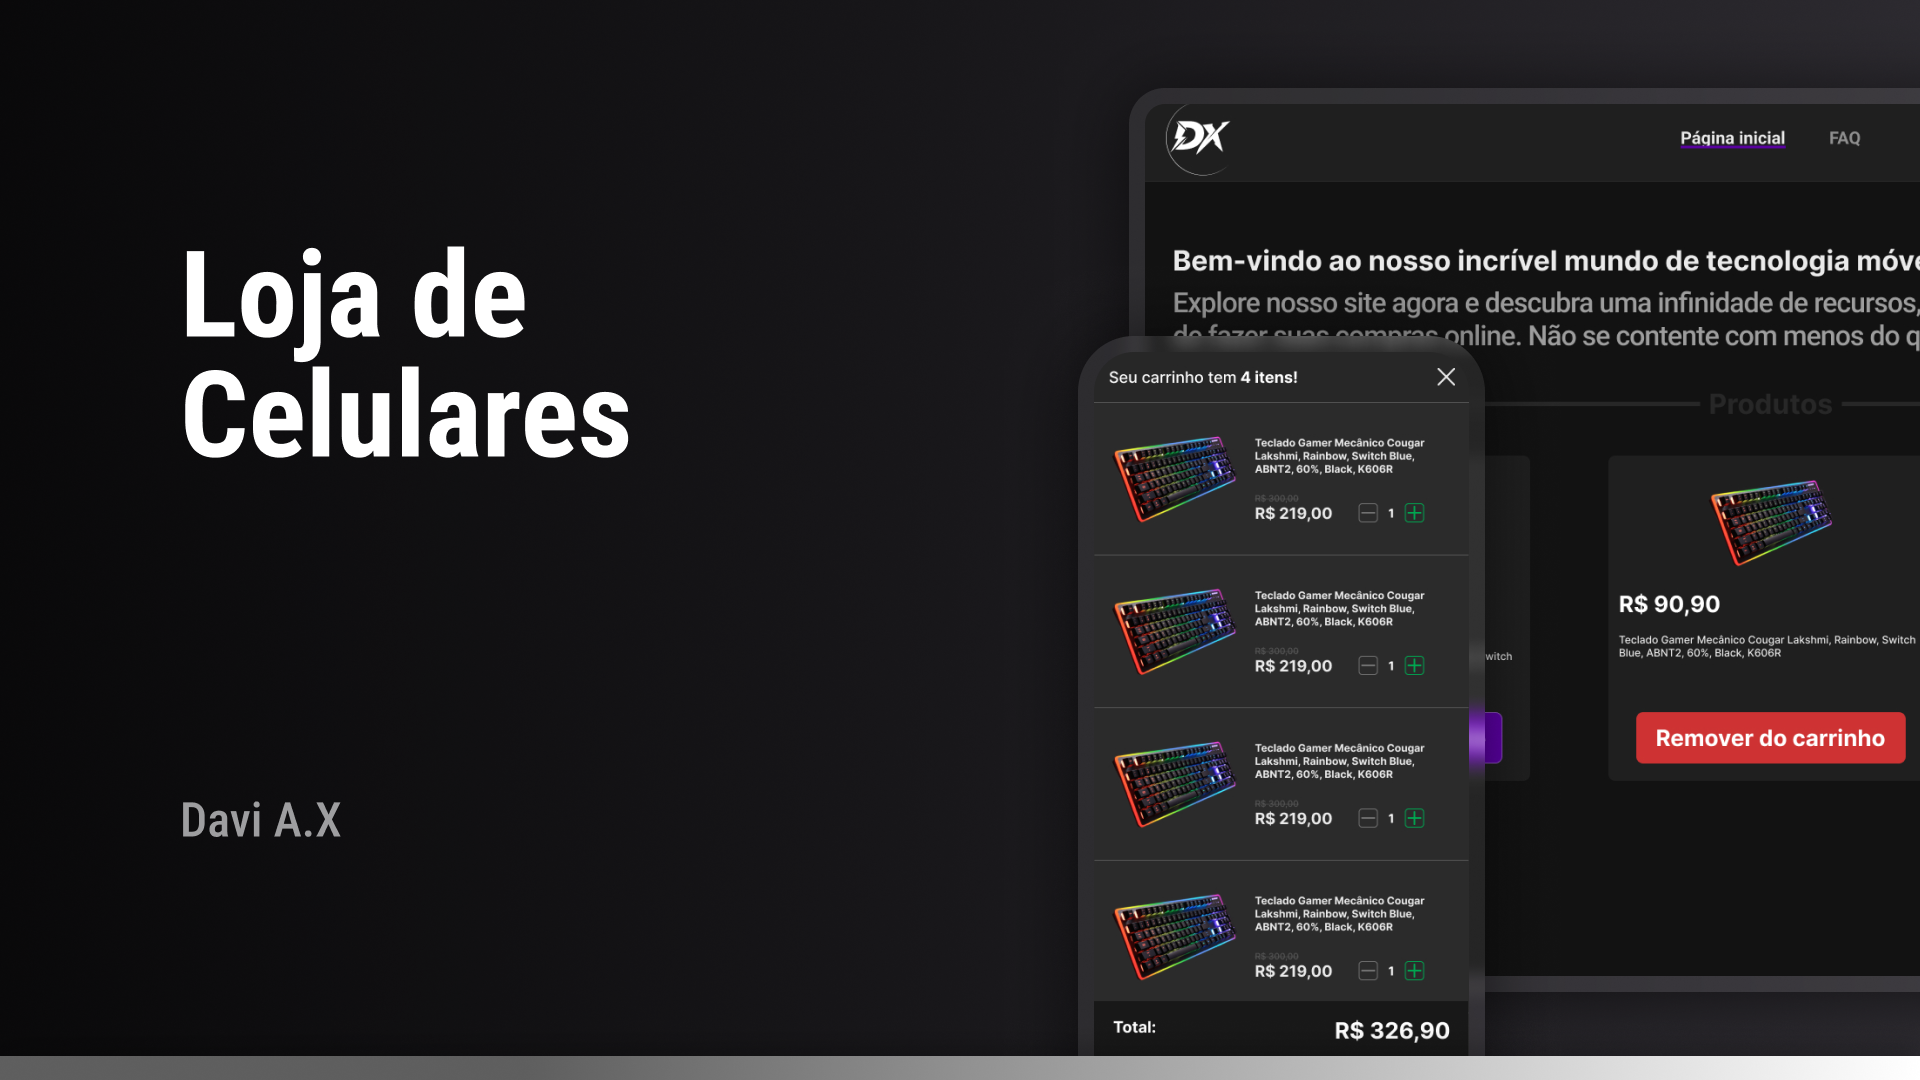 Loja de
Celulares
Davi A.X
DX
Página inicial
FAQ
Bem-vindo ao nosso incrível mundo de tecnologia
Explore nosso site agora e descubra uma infinidade de recursos,
de fazer suas compras online. Não se contente com menos do
Produtos
Seu carrinho tem 4 itens!
Teclado Gamer Mecânico Cougar
Lakshmi, Rainbow, Switch Blue,
ABNT2, 60%, Black, K606R
R$ 300,00
R$ 219,00
1
Teclado Gamer Mecânico Cougar
Lakshmi, Rainbow, Switch Blue,
ABNT2, 60%, Black, K606R
R$ 300,00
R$ 219,00
1
Teclado Gamer Mecânico Cougar
Lakshmi, Rainbow, Switch Blue,
ABNT2, 60%, Black, K606R
R$ 300,00
R$ 219,00
1
Teclado Gamer Mecânico Cougar
Lakshmi, Rainbow, Switch Blue,
ABNT2, 60%, Black, K606R
R$ 300,00
R$ 219,00
1
Total:
R$ 326,90
witch
R$ 90,90
Teclado Gamer Mecânico Cougar Lakshmi, Rainbow, Switch
Blue, ABNT2, 60%, Black, K606R
Remover do carrinho